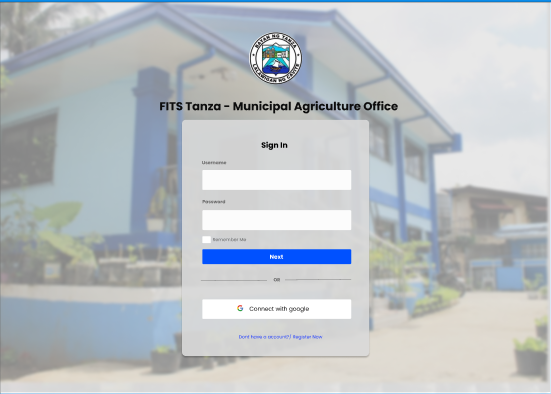 BAYAN NG TANZA
LALAWIGAN NG CAVITE
FITS Tanza - Municipal Agriculture Office
Sign In
Username
Password
Remember Me
Next
OR
G Connect with google
Dont have a account?/ Register Now